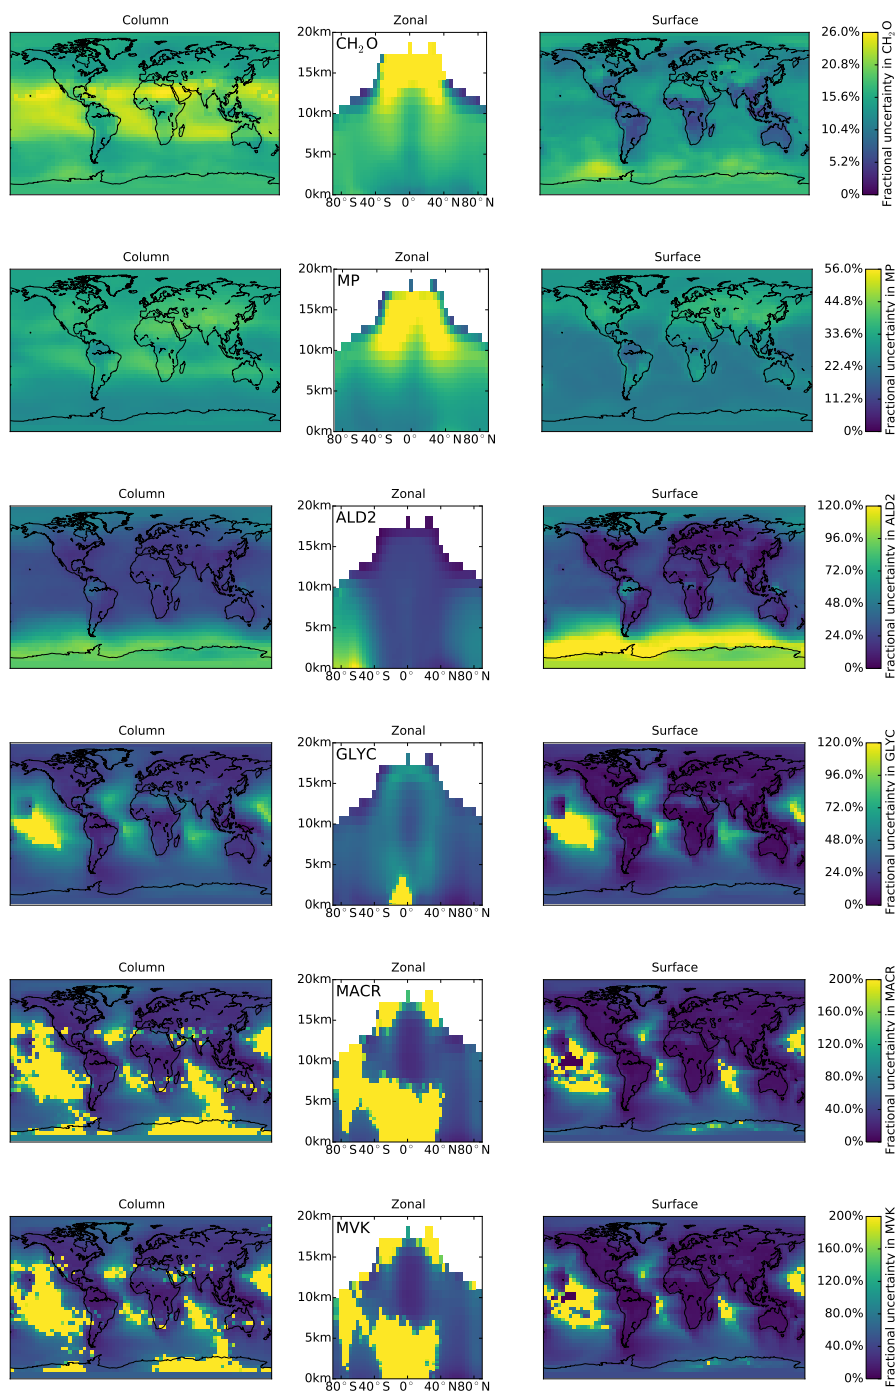 Column Zonal Surface
20km CH₂O 26.0%
15km 20.8%
15.6%
10km 10.4%
5km 5.2%
0km 0%
80°S 40°S 0° 40°N 80°N
Fractional uncertainty in CH₂O
Column Zonal Surface
20km MP 56.0%
15km 44.8%
33.6%
10km 22.4%
5km 11.2%
0km 0%
80°S 40°S 0° 40°N 80°N
Fractional uncertainty in MP
Column Zonal Surface
20km ALD2 120.0%
15km 96.0%
72.0%
10km 48.0%
5km 24.0%
0km 0%
80°S 40°S 0° 40°N 80°N
Fractional uncertainty in ALD2
Column Zonal Surface
20km GLYC 120.0%
15km 96.0%
72.0%
10km 48.0%
5km 24.0%
0km 0%
80°S 40°S 0° 40°N 80°N
Fractional uncertainty in GLYC
Column Zonal Surface
20km MACR 200%
15km 160.0%
120.0%
10km 80.0%
5km 40.0%
0km 0%
80°S 40°S 0° 40°N 80°N
Fractional uncertainty in MACR
Column Zonal Surface
20km MVK 200%
15km 160.0%
120.0%
10km 80.0%
5km 40.0%
0km 0%
80°S 40°S 0° 40°N 80°N
Fractional uncertainty in MVK